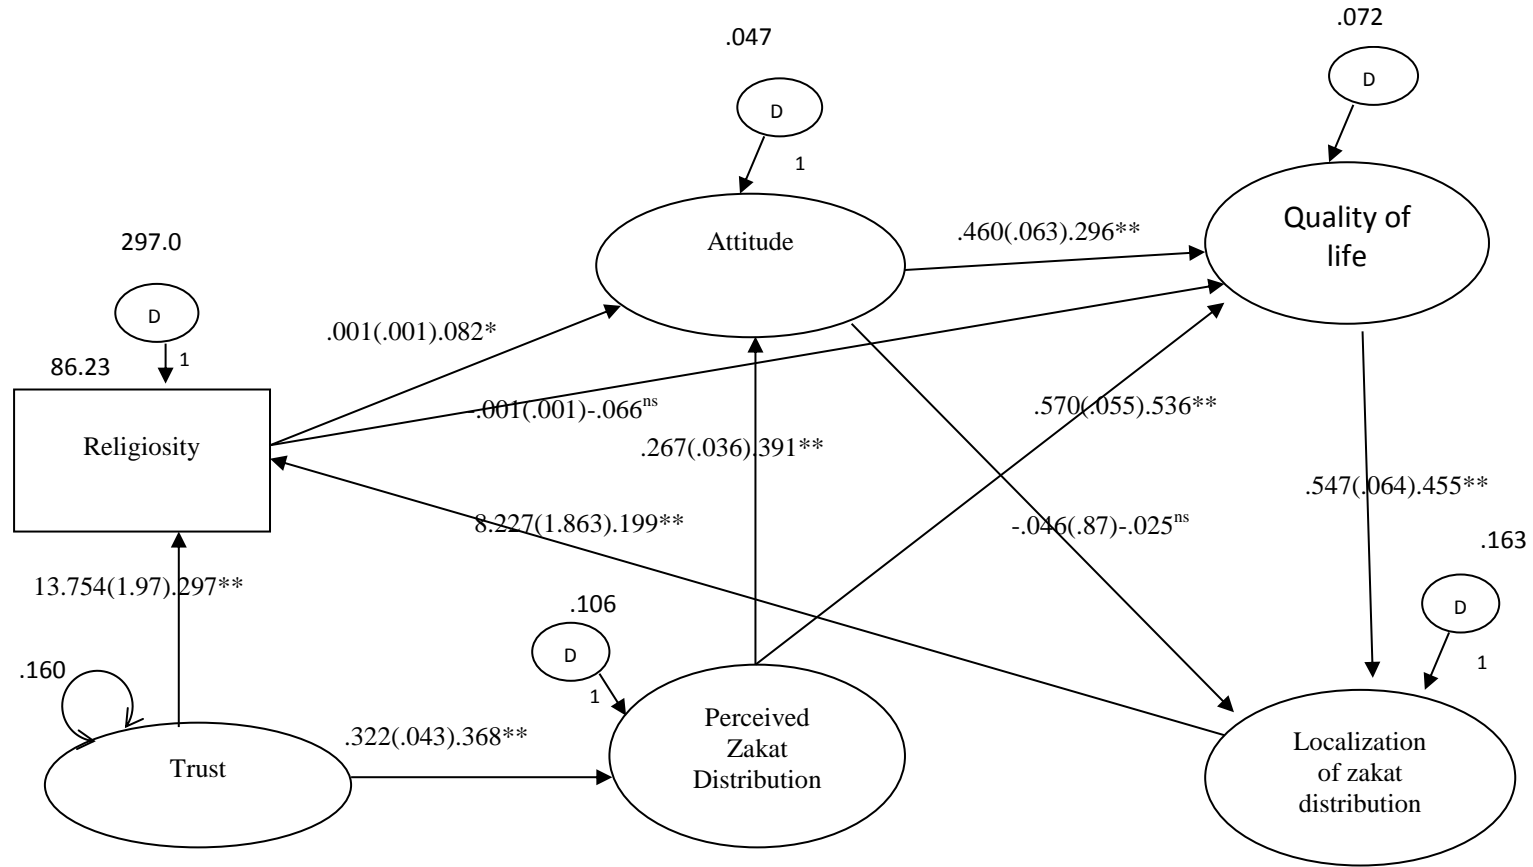 .072
.047
D
D
1
.460(.063).296**
Quality of
life
Attitude
297.0
D
1
.001(.001).082*
86.23
Religiosity
-.001(.001)-.066ns
.570(.055).536**
.267(.036).391**
.547(.064).455**
8.227(1.863).199**
-.046(.87)-.025ns
.163
13.754(1.97).297**
.106
D
D
1
1
.160
.322(.043).368**
Trust
Perceived
Zakat
Distribution
Localization
of zakat
distribution